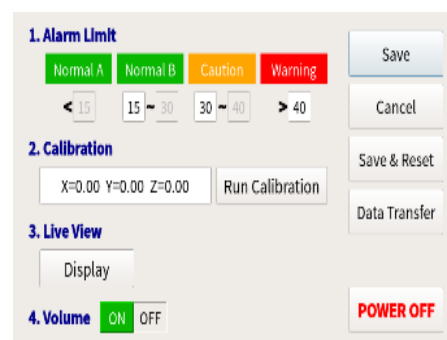 1. Alarm Limit
Normal A Normal B Caution Warning
< 15 15 ~ 30 30 ~ 40 > 40
2. Calibration
X=0.00 Y=0.00 Z=0.00 Run Calibration
3. Live View
Display
4. Volume ON OFF
Save
Cancel
Save & Reset
Data Transfer
POWER OFF